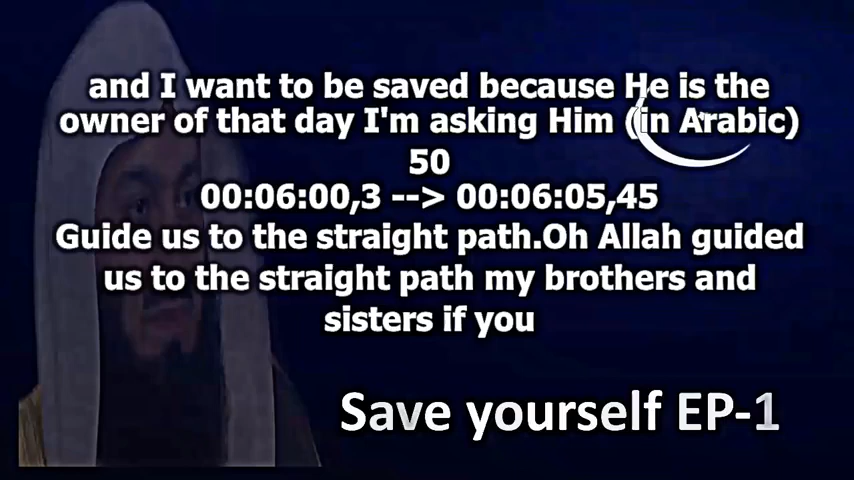 and I want to be saved because He is the
owner of that day I'm asking Him (in Arabic)
50
00:06:00,3 --> 00:06:05,45
Guide us to the straight path.Oh Allah guided
us to the straight path my brothers and
sisters if you
Save yourself EP-1